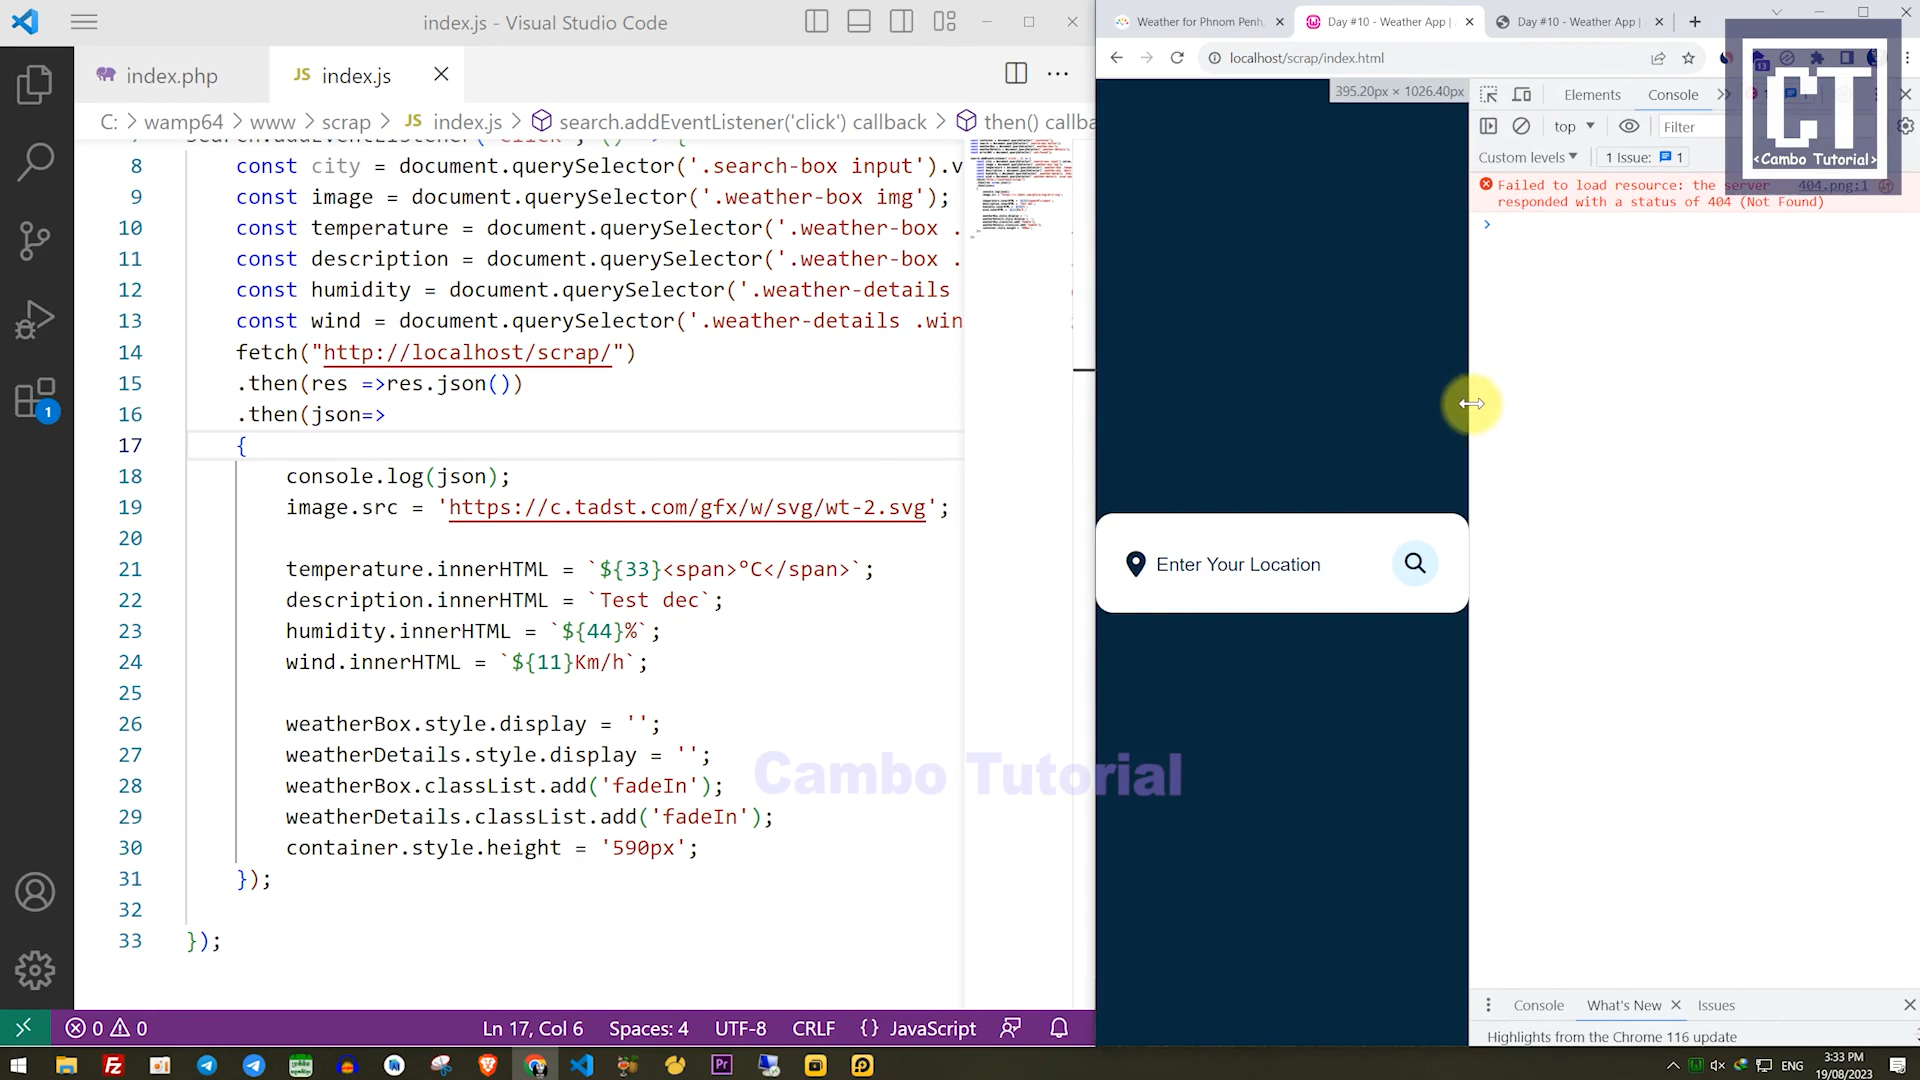 index.js - Visual Studio Code
index.php
JS index.js
C: > wamp64 > www > scrap > JS index.js > search.addEventListener('click') callback > then() callba
8 const city = document.querySelector('.search-box input').v
9 const image = document.querySelector('.weather-box img');
10 const temperature = document.querySelector('.weather-box .
11 const description = document.querySelector('.weather-box .
12 const humidity = document.querySelector('.weather-details
13 const wind = document.querySelector('.weather-details .win
14 fetch("http://localhost/scrap/")
15 .then(res =>res.json())
16 .then(json=>
17 {
18 console.log(json);
19 image.src = 'https://c.tadst.com/gfx/w/svg/wt-2.svg';
20
21 temperature.innerHTML = `${33}<span>°C</span>`;
22 description.innerHTML = `Test dec`;
23 humidity.innerHTML = `${44}%`;
24 wind.innerHTML = `${11}Km/h`;
25
26 weatherBox.style.display = '';
27 weatherDetails.style.display = '';
28 weatherBox.classList.add('fadeIn');
29 weatherDetails.classList.add('fadeIn');
30 container.style.height = '590px';
31 });
32
33 });
0 0
Ln 17, Col 6 Spaces: 4 UTF-8 CRLF {} JavaScript
1
Weather for Phnom Penh,
Day #10 - Weather App |
Day #10 - Weather App |
localhost/scrap/index.html
395.20px × 1026.40px
Elements Console
top Filter
Custom levels 1 Issue: 1
Failed to load resource: the server 404.png:1
responded with a status of 404 (Not Found)
Enter Your Location
Console What's New Issues
Highlights from the Chrome 116 update
CT
<Cambo Tutorial>
Cambo Tutorial
ENG
3:33 PM
19/08/2023